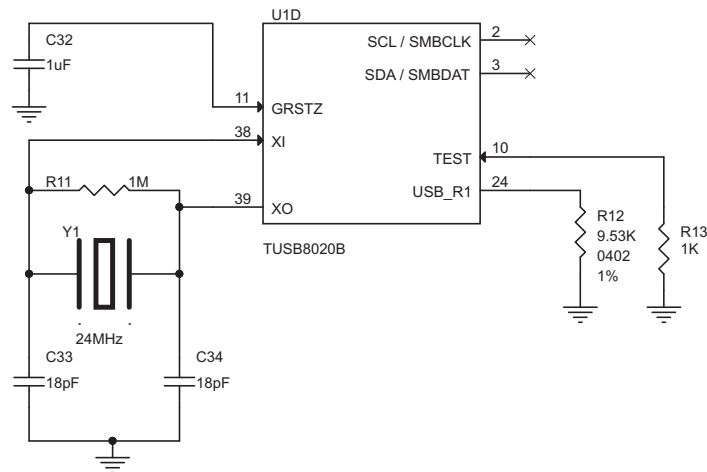 U1D
C32
1uF
SCL / SMBCLK
2
SDA / SMBDAT
3
11
GRSTZ
38
XI
TEST
10
R11
1M
USB_R1
24
39
XO
R12
9.53K
0402
1%
R13
1K
Y1
TUSB8020B
24MHz
C33
18pF
C34
18pF